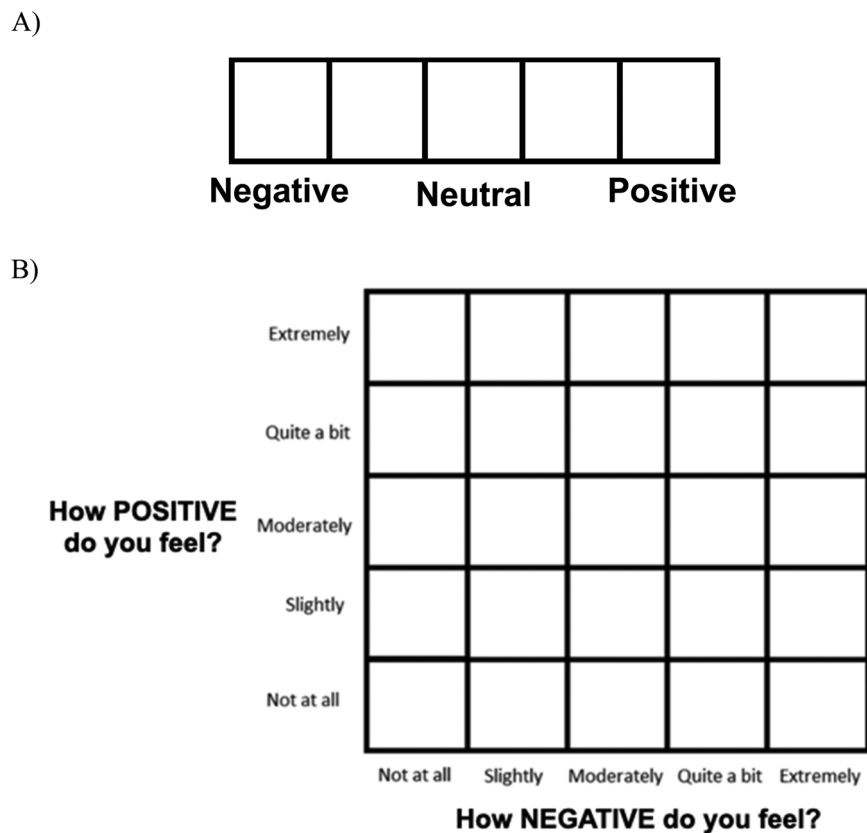 A)
Negative Neutral Positive
B)
Extremely
Quite a bit
How POSITIVE
do you feel?
Moderately
Slightly
Not at all
Not at all Slightly Moderately Quite a bit Extremely
How NEGATIVE do you feel?